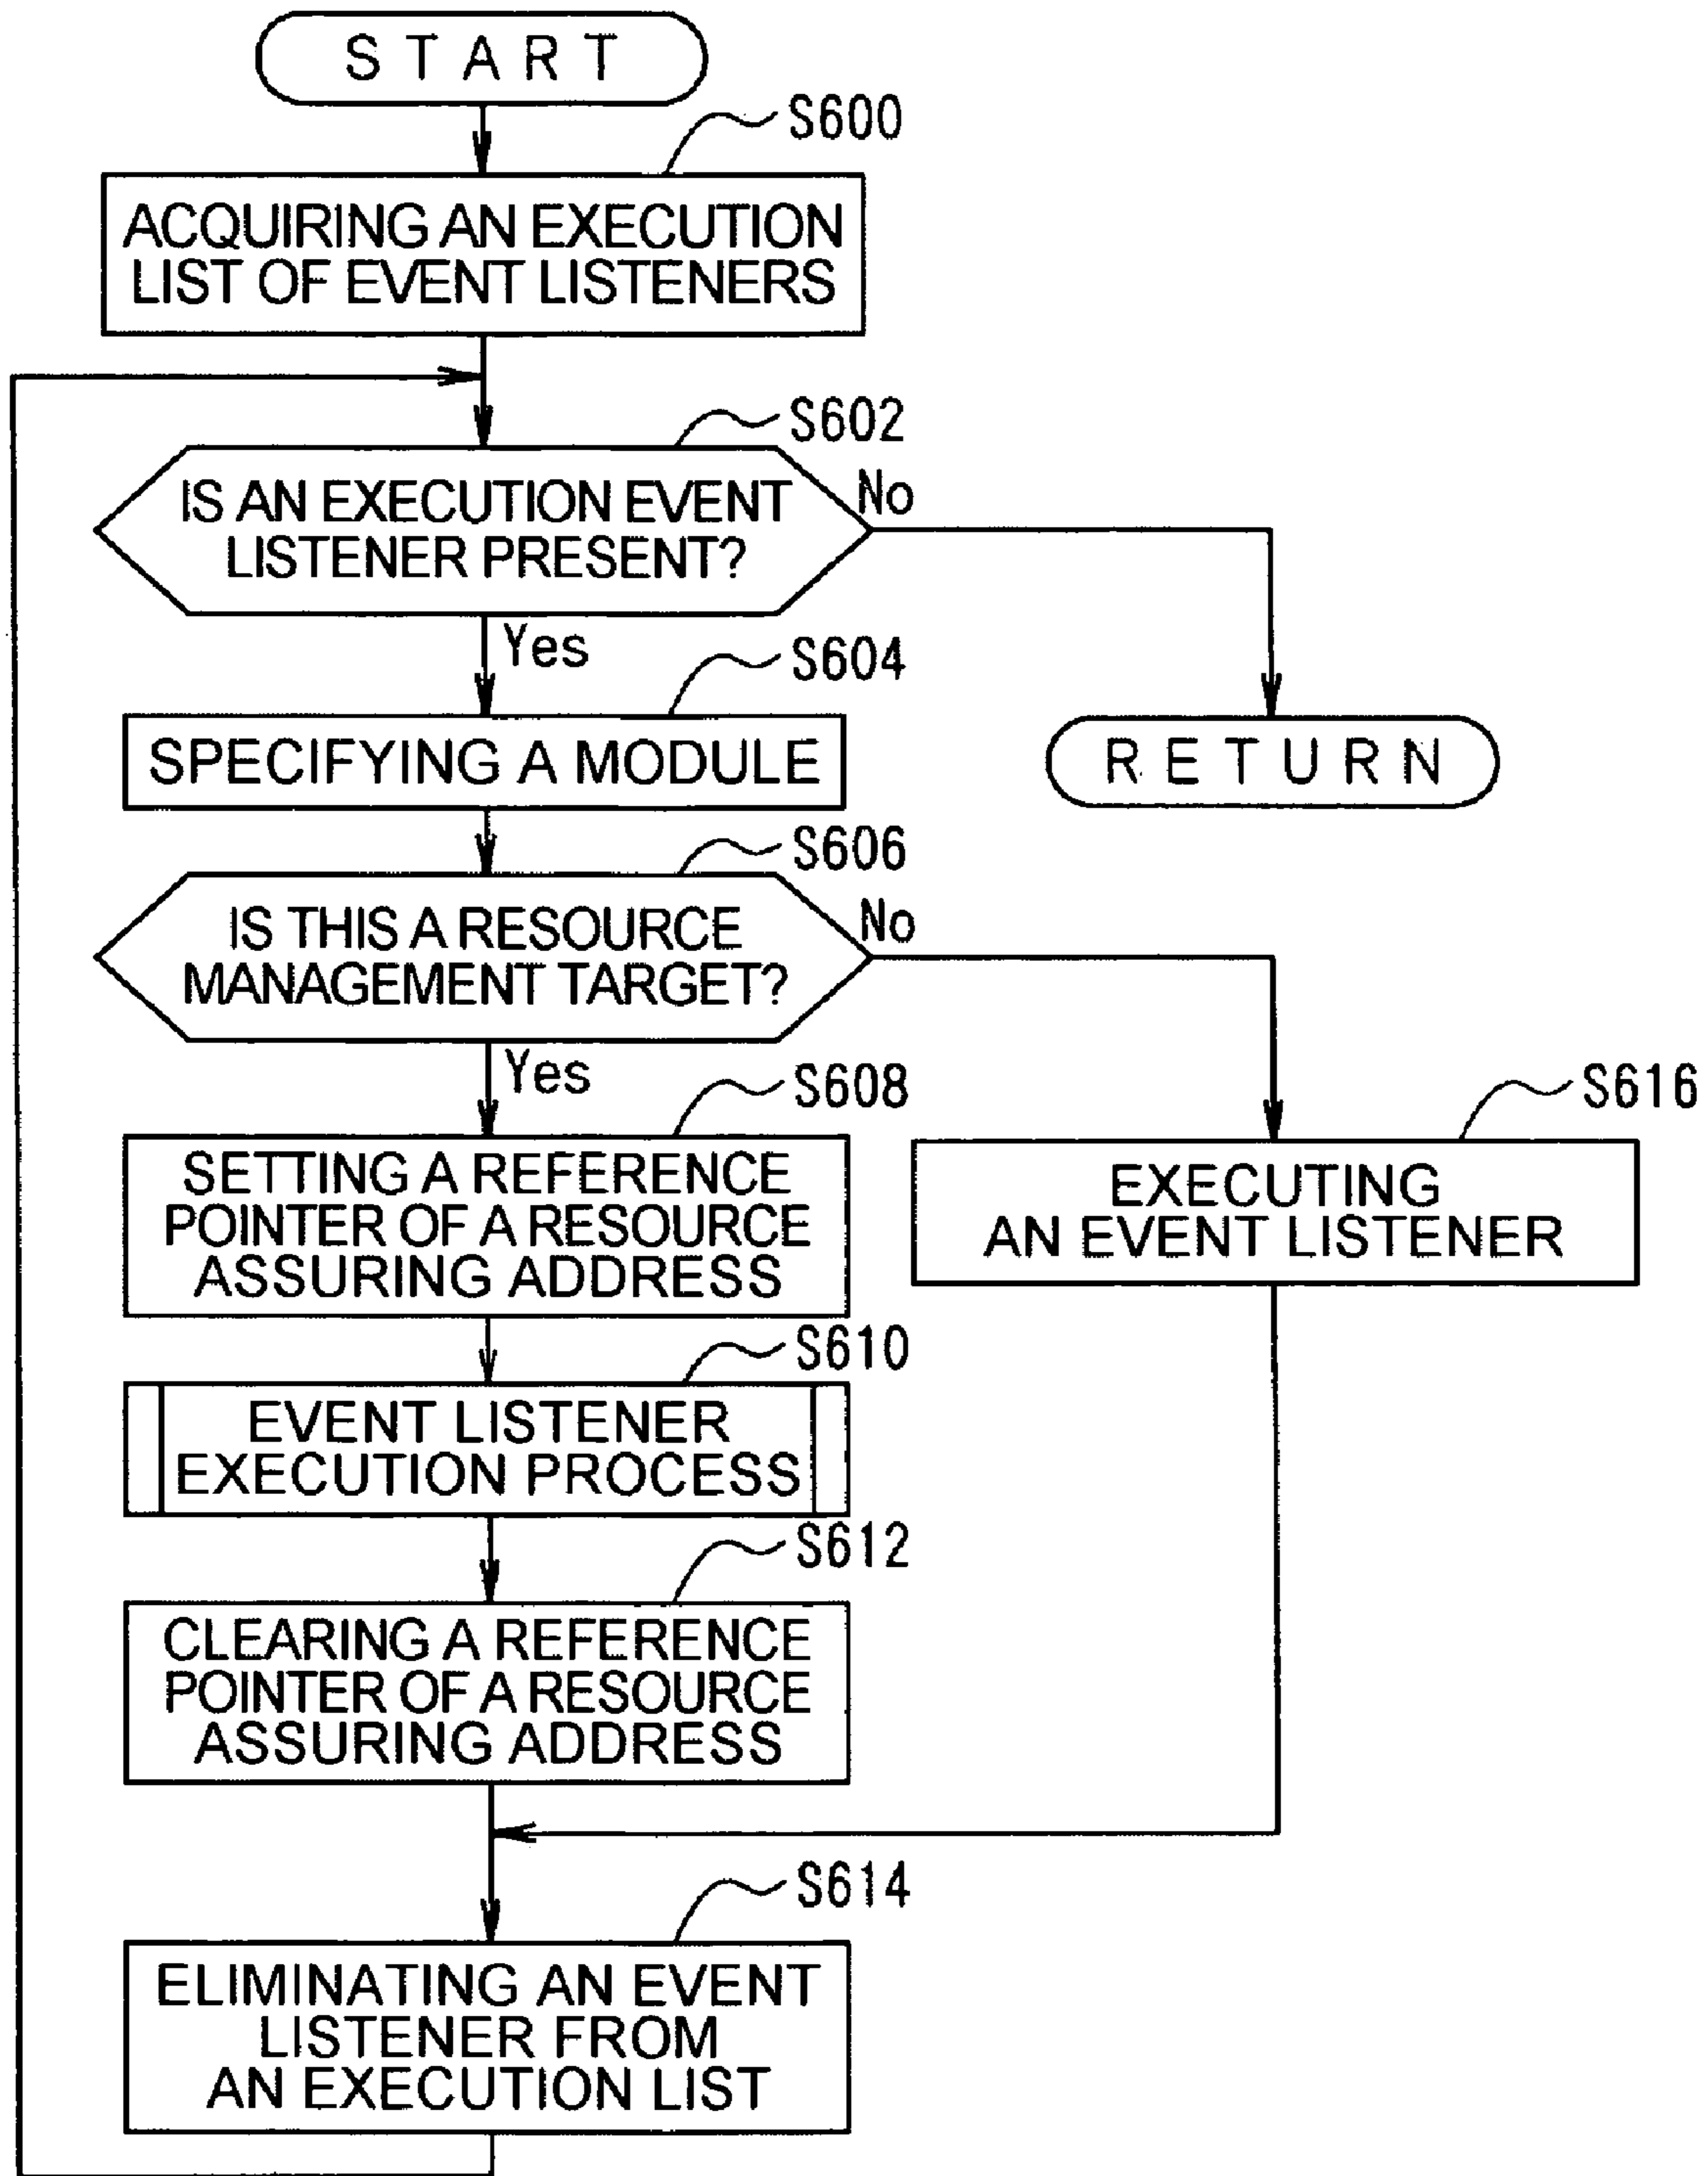 START
S600
ACQUIRING AN EXECUTION
LIST OF EVENT LISTENERS
S602
IS AN EXECUTION EVENT
LISTENER PRESENT?
No
Yes
S604
SPECIFYING A MODULE
RETURN
S606
IS THIS A RESOURCE
MANAGEMENT TARGET?
No
Yes
S608
SETTING A REFERENCE
POINTER OF A RESOURCE
ASSURING ADDRESS
S616
EXECUTING
AN EVENT LISTENER
S610
EVENT LISTENER
EXECUTION PROCESS
S612
CLEARING A REFERENCE
POINTER OF A RESOURCE
ASSURING ADDRESS
S614
ELIMINATING AN EVENT
LISTENER FROM
AN EXECUTION LIST